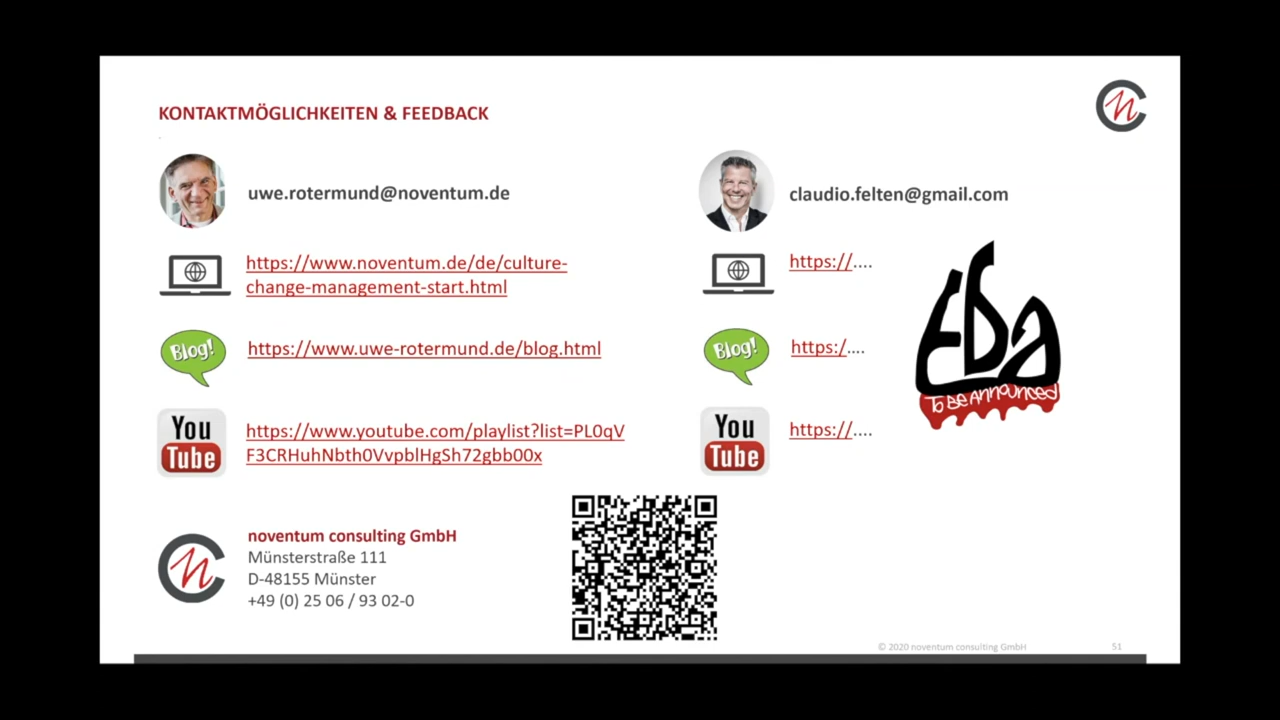 KONTAKTMÖGLICHKEITEN & FEEDBACK
uwe.rotermund@noventum.de
https://www.noventum.de/de/culture-
change-management-start.html
Blog!
https://www.uwe-rotermund.de/blog.html
You
Tube
https://www.youtube.com/playlist?list=PL0qV
F3CRHuhNbth0VvpblHgSh72gbb00x
claudio.felten@gmail.com
https://....
Blog!
https:/....
You
Tube
https://....
tba
To BE ANNOUNCED
noventum consulting GmbH
Münsterstraße 111
D-48155 Münster
+49 (0) 25 06 / 93 02-0
© 2020 noventum consulting GmbH
51